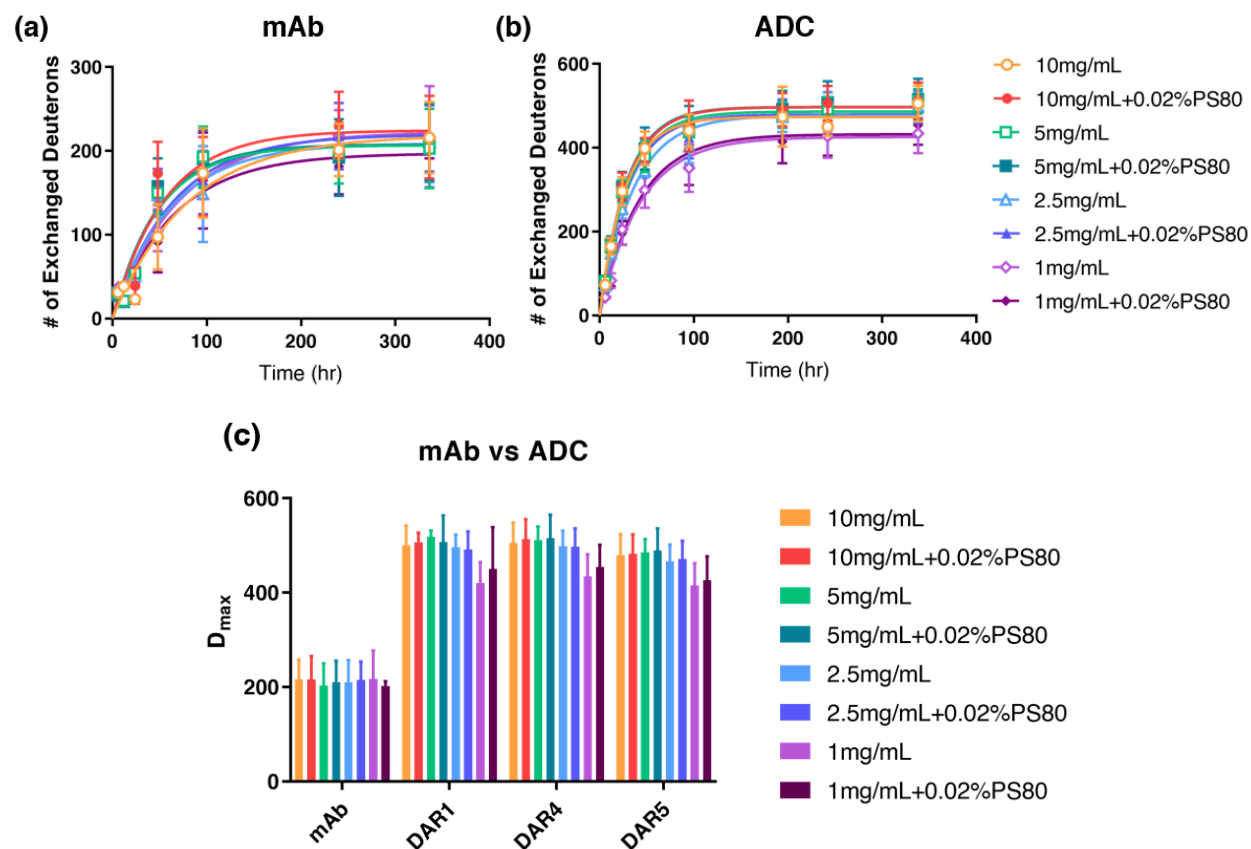 (a)
mAb
# of Exchanged Deuterons
300
200
100
0
0
100
200
300
400
Time (hr)
(b)
ADC
# of Exchanged Deuterons
600
400
200
0
0
100
200
300
400
Time (hr)
10mg/mL
10mg/mL+0.02%PS80
5mg/mL
5mg/mL+0.02%PS80
2.5mg/mL
2.5mg/mL+0.02%PS80
1mg/mL
1mg/mL+0.02%PS80
(c)
mAb vs ADC
Dmax
600
400
200
0
mAb
DAR1
DAR4
DAR5
10mg/mL
10mg/mL+0.02%PS80
5mg/mL
5mg/mL+0.02%PS80
2.5mg/mL
2.5mg/mL+0.02%PS80
1mg/mL
1mg/mL+0.02%PS80